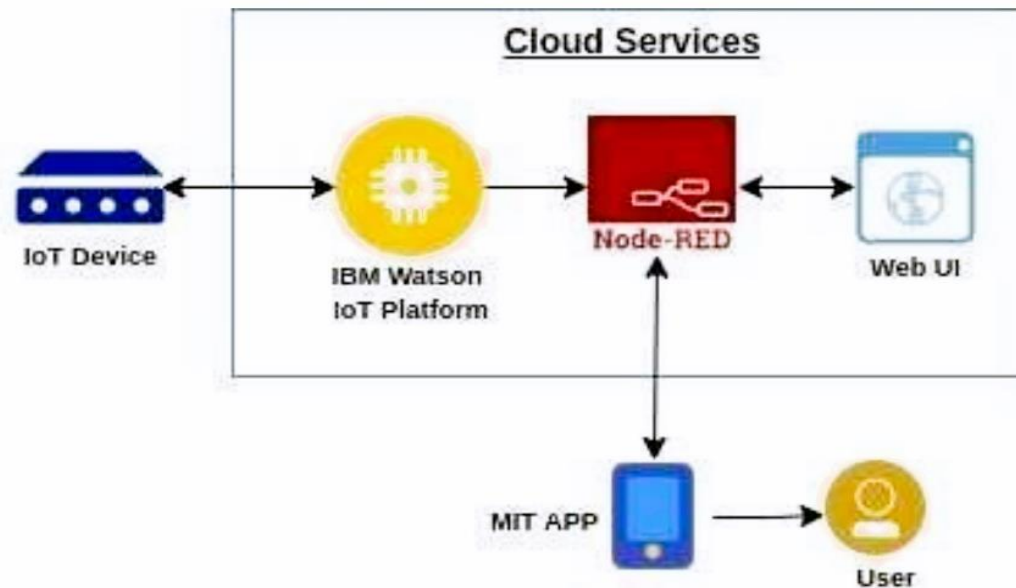 Cloud Services
IoT Device
IBM Watson
IoT Platform
Node-RED
Web UI
MIT APP
User